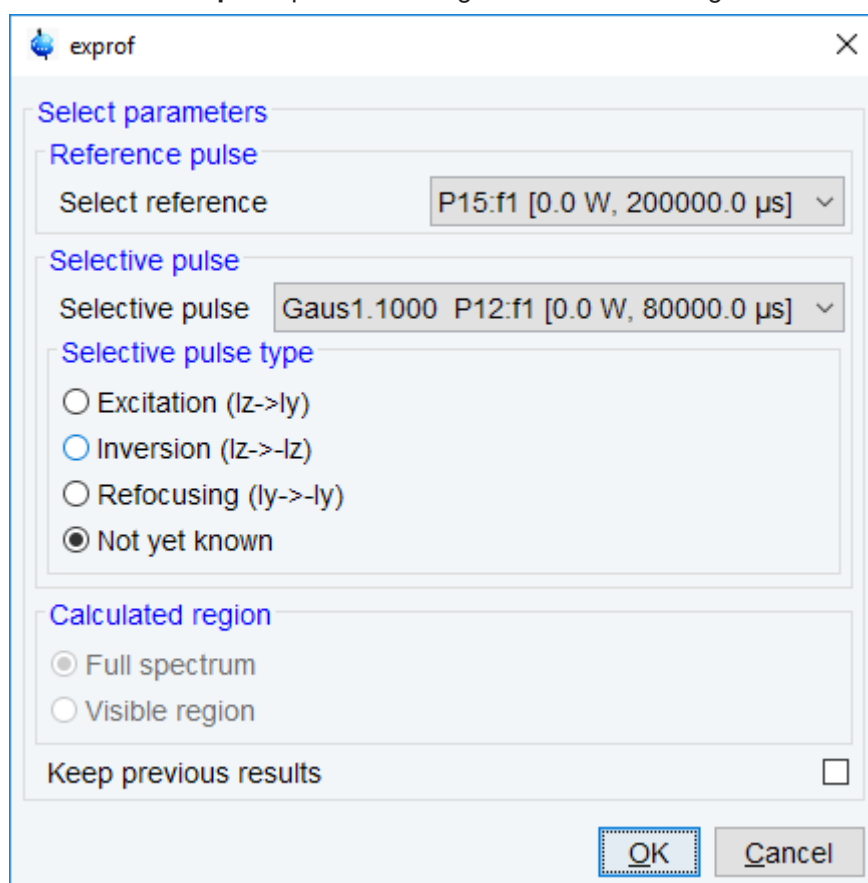 exprof
Select parameters
Reference pulse
Select reference P15:f1 [0.0 W, 200000.0 µs]
Selective pulse
Selective pulse Gaus1.1000 P12:f1 [0.0 W, 80000.0 µs]
Selective pulse type
Excitation (Iz->Iy)
Inversion (Iz->-Iz)
Refocusing (Iy->-Iy)
Not yet known
Calculated region
Full spectrum
Visible region
Keep previous results
OK Cancel